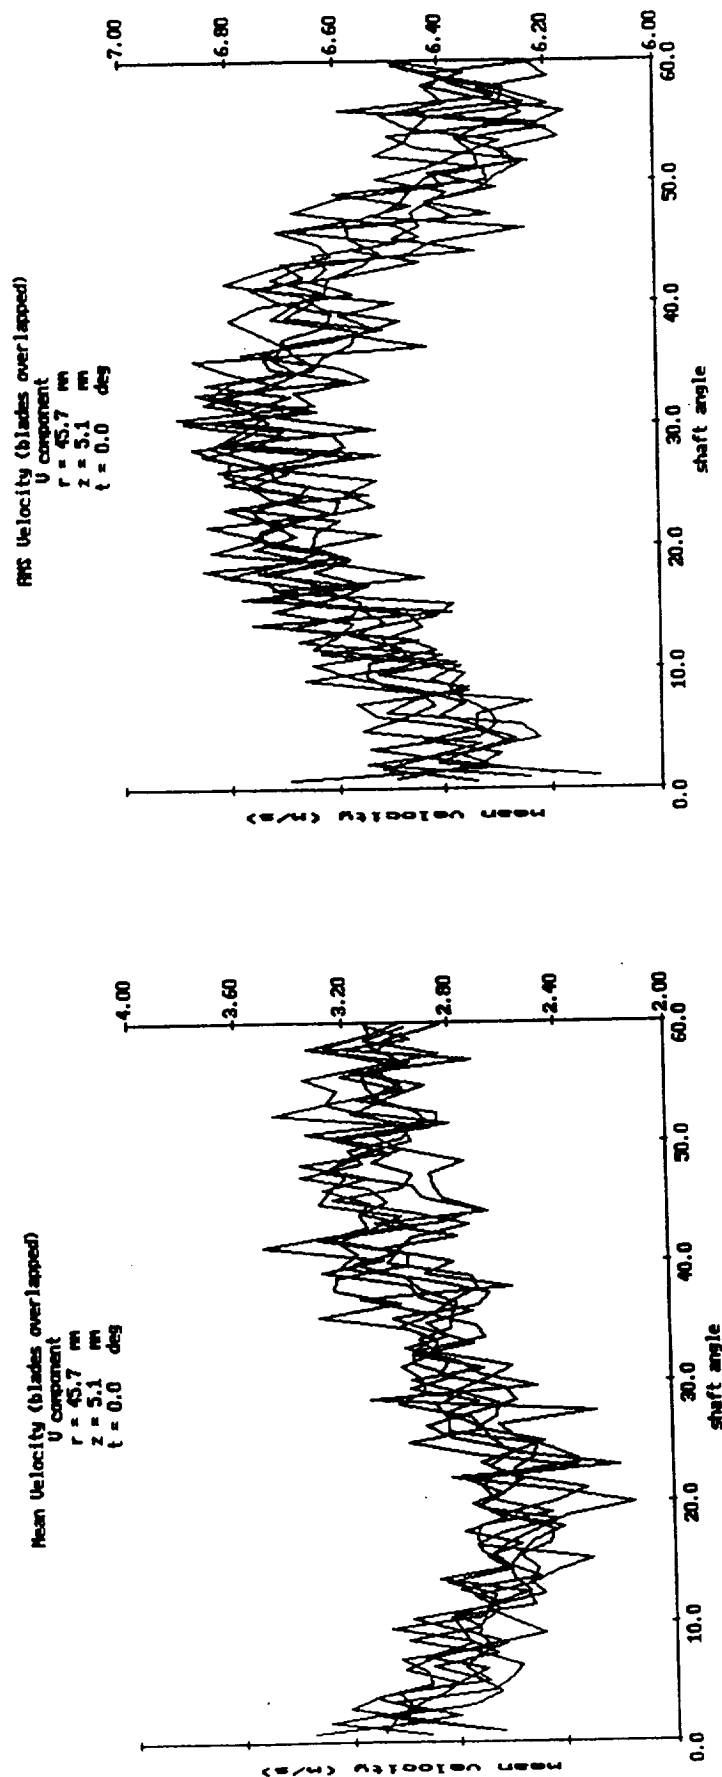 Mean Velocity (blades overlapped)
U component
r = 45.7 mm
z = 5.1 mm
t = 0.0 deg
mean velocity (m/s)
4.00
3.60
3.20
2.80
2.40
2.00
0.0 10.0 20.0 30.0 40.0 50.0 60.0
shaft angle
RMS Velocity (blades overlapped)
U component
r = 45.7 mm
z = 5.1 mm
t = 0.0 deg
mean velocity (m/s)
7.00
6.80
6.60
6.40
6.20
6.00
0.0 10.0 20.0 30.0 40.0 50.0 60.0
shaft angle